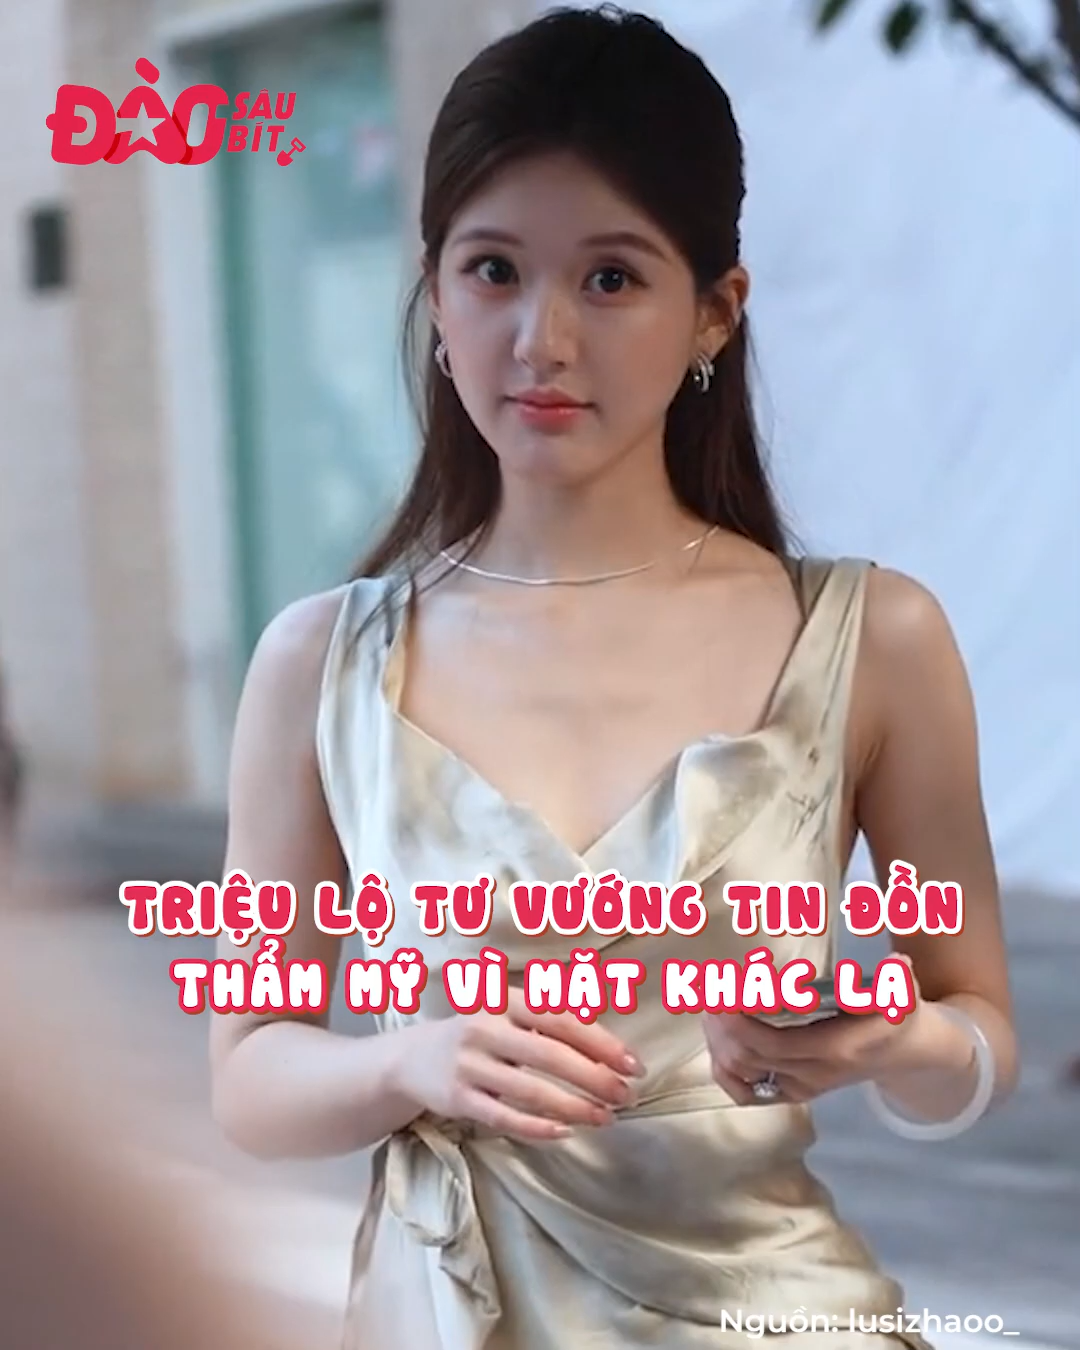 ĐÀO SÂU
BÍT
TRIỆU LỘ TƯ VƯỚNG TIN ĐỒN
THẨM MỸ VÌ MẶT KHÁC LẠ
Nguồn: lusizhaoo_